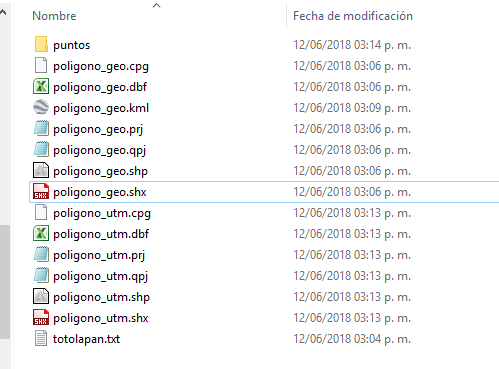 Nombre Fecha de modificación
puntos 12/06/2018 03:14 p. m.
poligono_geo.cpg 12/06/2018 03:06 p. m.
poligono_geo.dbf 12/06/2018 03:06 p. m.
poligono_geo.kml 12/06/2018 03:09 p. m.
poligono_geo.prj 12/06/2018 03:06 p. m.
poligono_geo.qpj 12/06/2018 03:06 p. m.
poligono_geo.shp 12/06/2018 03:06 p. m.
SHX poligono_geo.shx 12/06/2018 03:06 p. m.
poligono_utm.cpg 12/06/2018 03:13 p. m.
poligono_utm.dbf 12/06/2018 03:13 p. m.
poligono_utm.prj 12/06/2018 03:13 p. m.
poligono_utm.qpj 12/06/2018 03:13 p. m.
poligono_utm.shp 12/06/2018 03:13 p. m.
SHX poligono_utm.shx 12/06/2018 03:13 p. m.
totolapan.txt 12/06/2018 03:04 p. m.